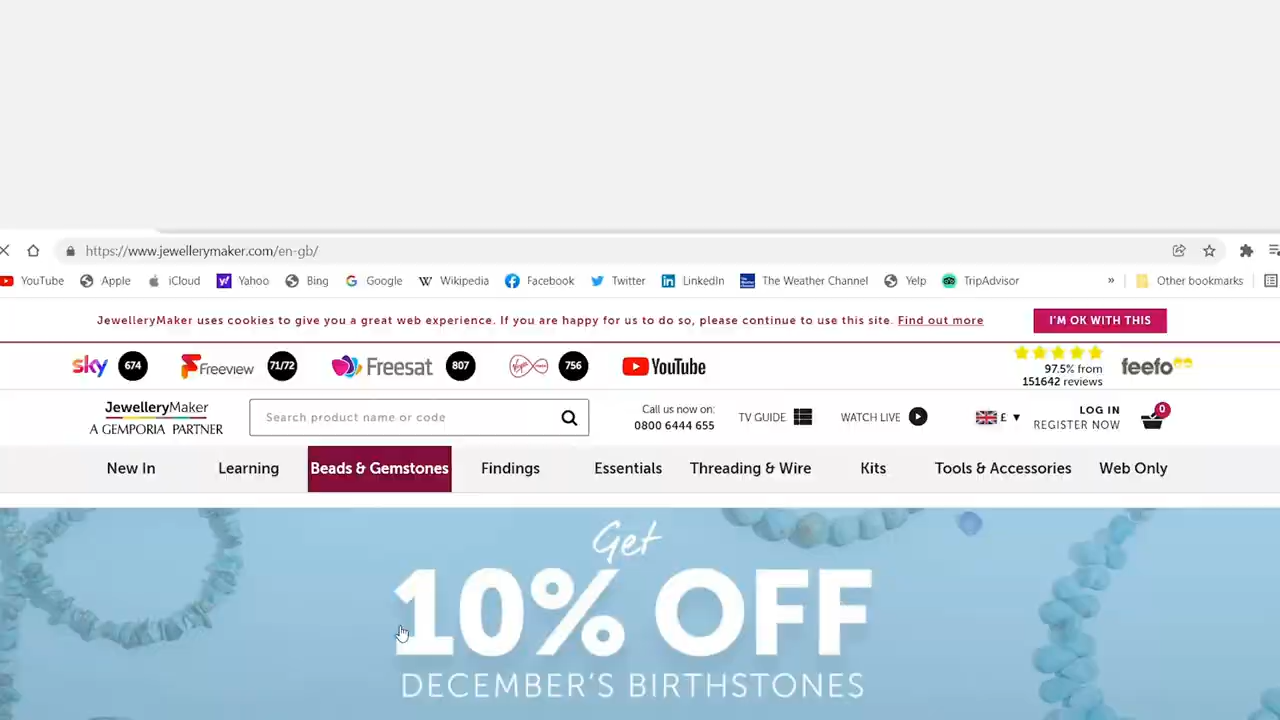 https://www.jewellerymaker.com/en-gb/
YouTube Apple iCloud Yahoo Bing Google Wikipedia Facebook Twitter LinkedIn The Weather Channel Yelp TripAdvisor » Other bookmarks
JewelleryMaker uses cookies to give you a great web experience. If you are happy for us to do so, please continue to use this site. Find out more
I'M OK WITH THIS
sky 674 Freeview 71/72 Freesat 807 Virgin media 756 YouTube
97.5% from
151642 reviews
feefo
JewelleryMaker
A GEMPORIA PARTNER
Search product name or code
Call us now on:
0800 6444 655
TV GUIDE
WATCH LIVE
£
LOG IN
REGISTER NOW
0
New In Learning Beads & Gemstones Findings Essentials Threading & Wire Kits Tools & Accessories Web Only
Get
10% OFF
DECEMBER'S BIRTHSTONES